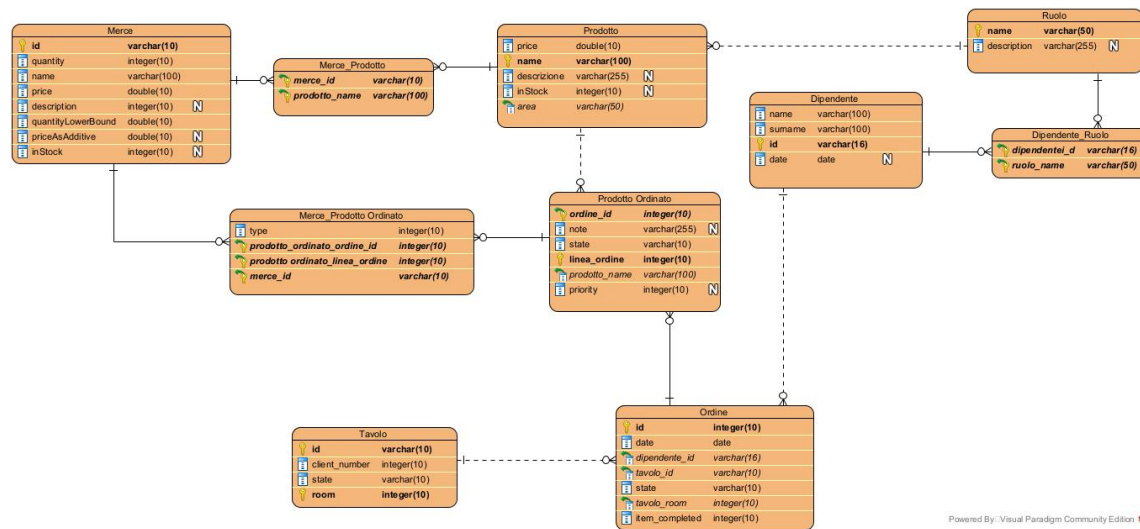 Merce
id varchar(10)
quantity integer(10)
name varchar(100)
price double(10)
description integer(10) N
quantityLowerBound double(10)
priceAsAdditive double(10) N
inStock integer(10) N
Merce_Prodotto
merce_id varchar(10)
prodotto_name varchar(100)
Prodotto
price double(10)
name varchar(100)
descrizione varchar(255) N
inStock integer(10) N
area varchar(50)
Ruolo
name varchar(50)
description varchar(255) N
Dipendente
name varchar(100)
surname varchar(100)
id varchar(16)
date date N
Dipendente_Ruolo
dipendentei_d varchar(16)
ruolo_name varchar(50)
Merce_Prodotto Ordinato
type integer(10)
prodotto_ordinato_ordine_id integer(10)
prodotto ordinato_linea_ordine integer(10)
merce_id varchar(10)
Prodotto Ordinato
ordine_id integer(10)
note varchar(255) N
state varchar(10)
linea_ordine integer(10)
prodotto_name varchar(100)
priority integer(10) N
Tavolo
id varchar(10)
client_number integer(10)
state varchar(10)
room integer(10)
Ordine
id integer(10)
date date
dipendente_id varchar(16)
tavolo_id varchar(10)
state varchar(10)
tavolo_room integer(10)
item_completed integer(10)
Powered By Visual Paradigm Community Edition